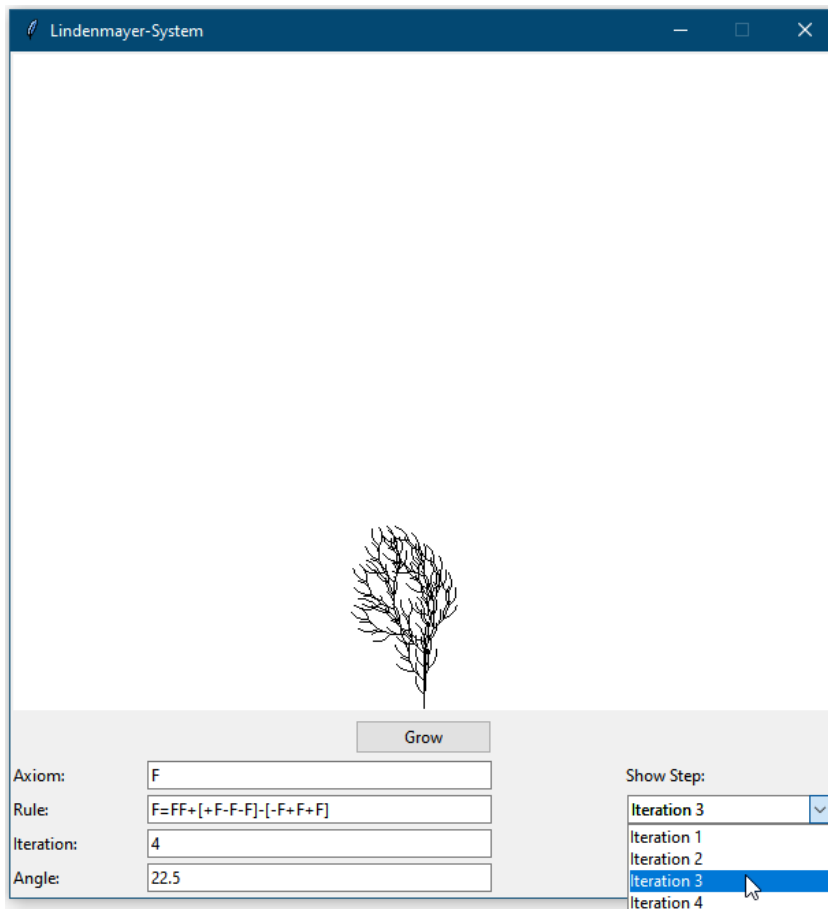 Lindenmayer-System
Grow
Axiom:
F
Show Step:
Rule:
F=FF+[+F-F-F]-[-F+F+F]
Iteration 3
Iteration:
4
Iteration 1
Iteration 2
Iteration 3
Iteration 4
Angle:
22.5